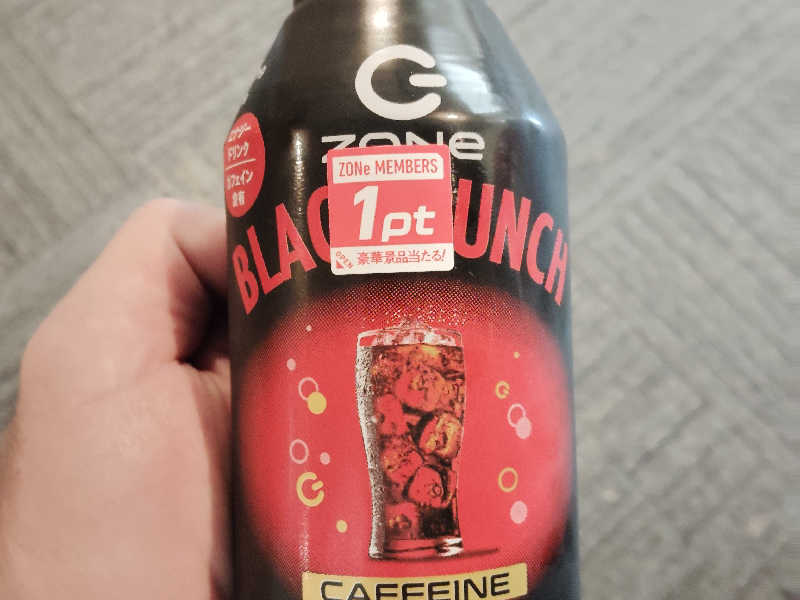 ZONe
エナジー
ドリンク
カフェイン
含有
ZONe MEMBERS
1pt
OPEN
豪華景品当たる!
BLAC UNCH
CAFFEINE